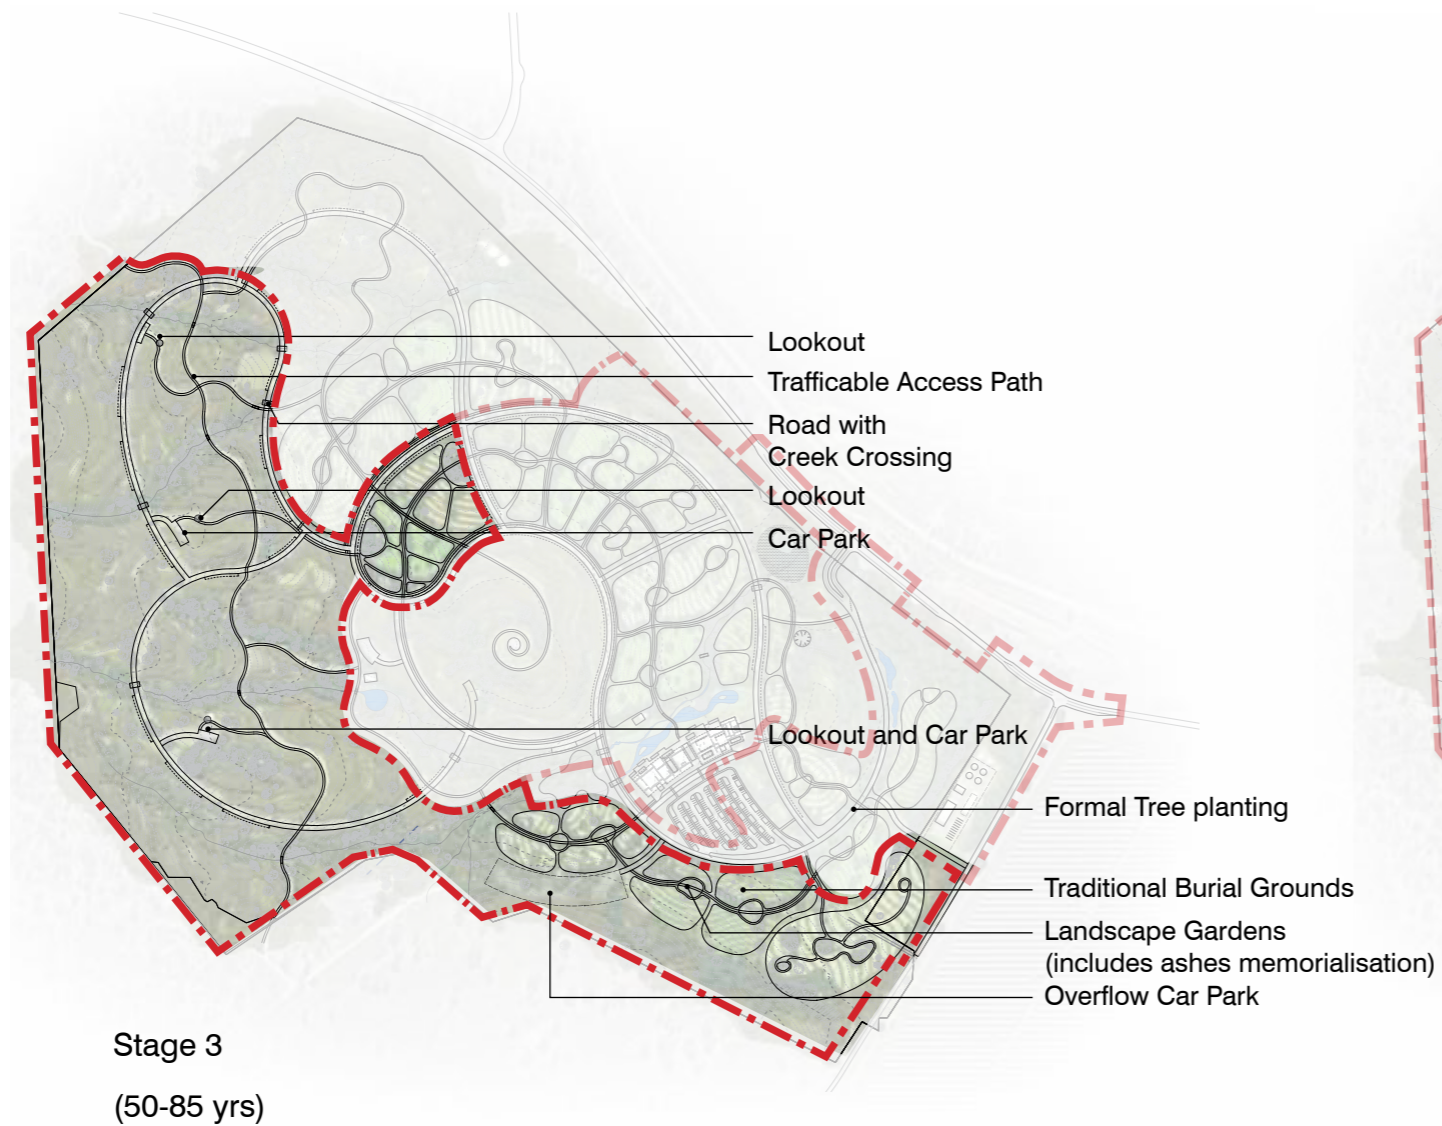 Lookout
Trafficable Access Path
Road with
Creek Crossing
Lookout
Car Park
Lookout and Car Park
Formal Tree planting
Traditional Burial Grounds
Landscape Gardens
(includes ashes memorialisation)
Overflow Car Park
Stage 3
(50-85 yrs)